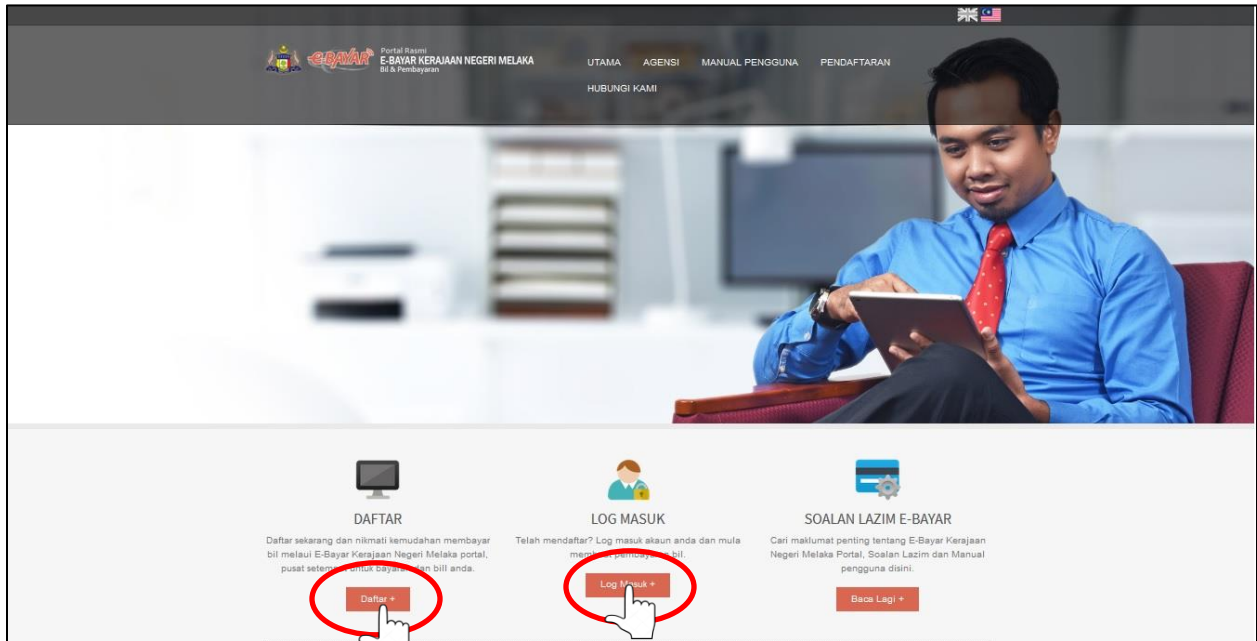 e-BAYAR
Portal Rasmi
E-BAYAR KERAJAAN NEGERI MELAKA
Bil & Pembayaran
UTAMA AGENSI MANUAL PENGGUNA PENDAFTARAN
HUBUNGI KAMI
DAFTAR
Daftar sekarang dan nikmati kemudahan membayar
bil melaui E-Bayar Kerajaan Negeri Melaka portal,
pusat setempat untuk bayaran dan bill anda.
Daftar +
LOG MASUK
Telah mendaftar? Log masuk akaun anda dan mula
membuat pembayaran bil.
Log Masuk +
SOALAN LAZIM E-BAYAR
Cari maklumat penting tentang E-Bayar Kerajaan
Negeri Melaka Portal, Soalan Lazim dan Manual
pengguna disini.
Baca Lagi +